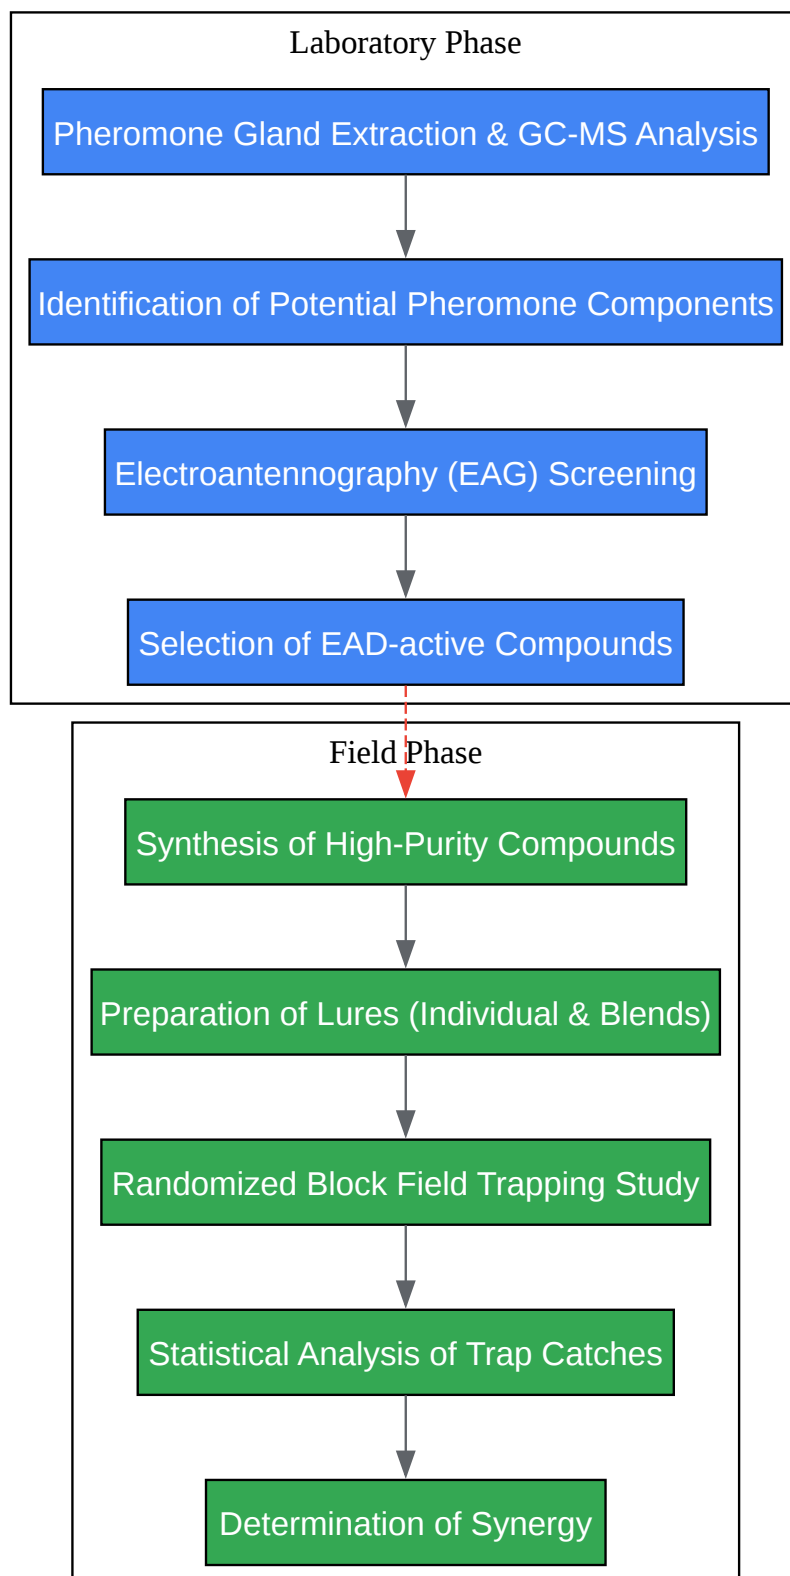 Laboratory Phase
Pheromone Gland Extraction & GC-MS Analysis
Identification of Potential Pheromone Components
Electroantennography (EAG) Screening
Selection of EAD-active Compounds
Field Phase
Synthesis of High-Purity Compounds
Preparation of Lures (Individual & Blends)
Randomized Block Field Trapping Study
Statistical Analysis of Trap Catches
Determination of Synergy